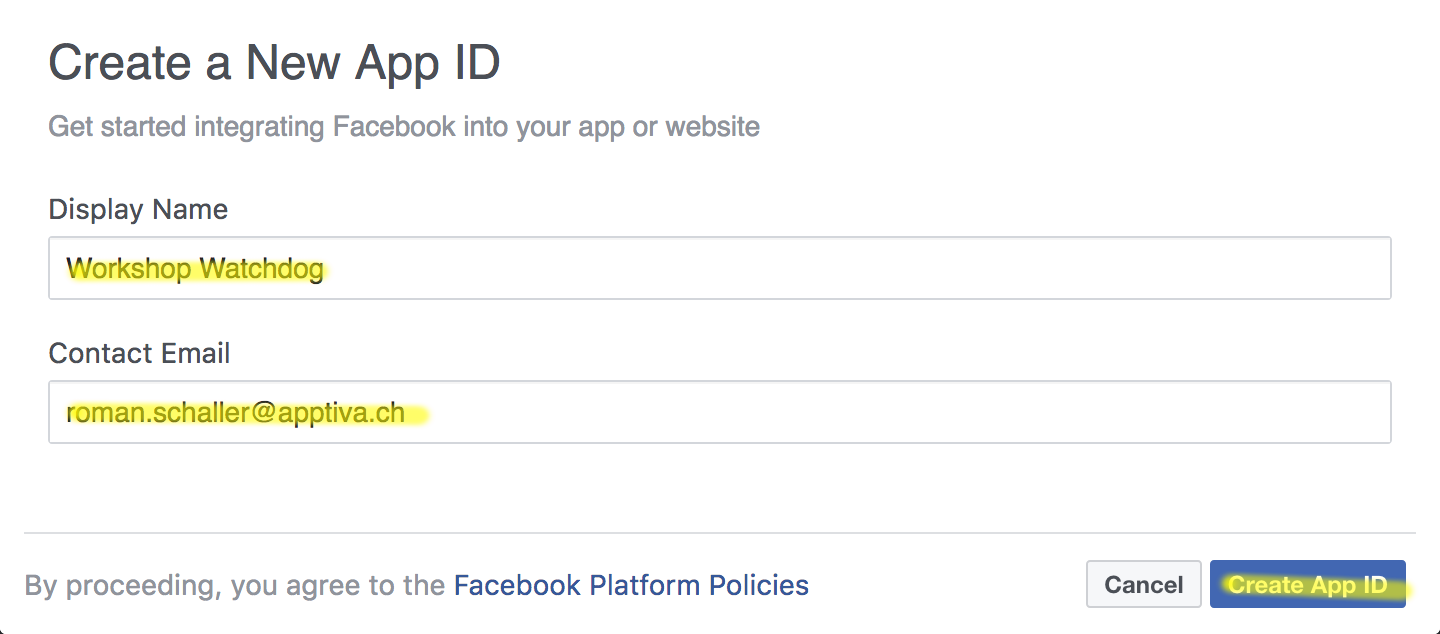 Create a New App ID
Get started integrating Facebook into your app or website
Display Name
Workshop Watchdog
Contact Email
roman.schaller@apptiva.ch
By proceeding, you agree to the Facebook Platform Policies
Cancel
Create App ID